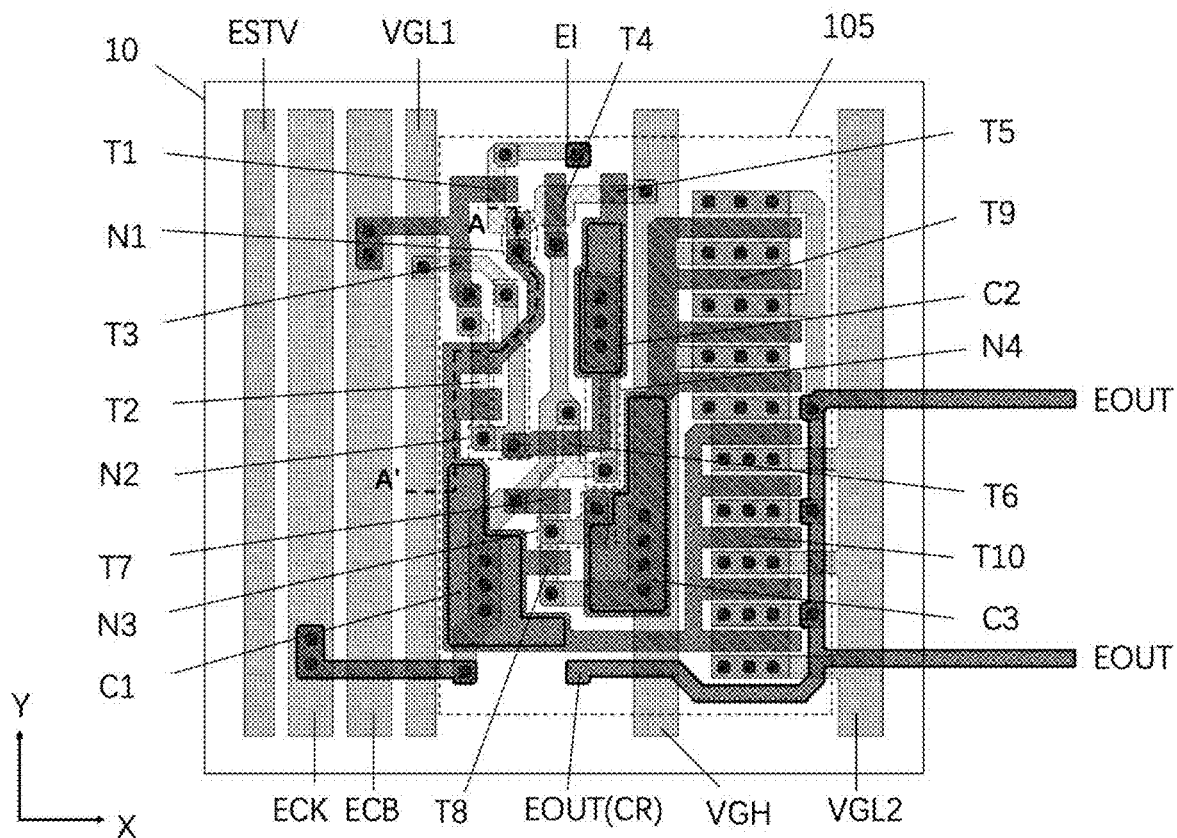 ESTV
VGL1
EI
T4
105
10
T1
T5
A
N1
T9
T3
C2
N4
T2
EOUT
N2
A'
T6
T7
T10
N3
C3
C1
EOUT
Y
X
ECK
ECB
T8
EOUT(CR)
VGH
VGL2